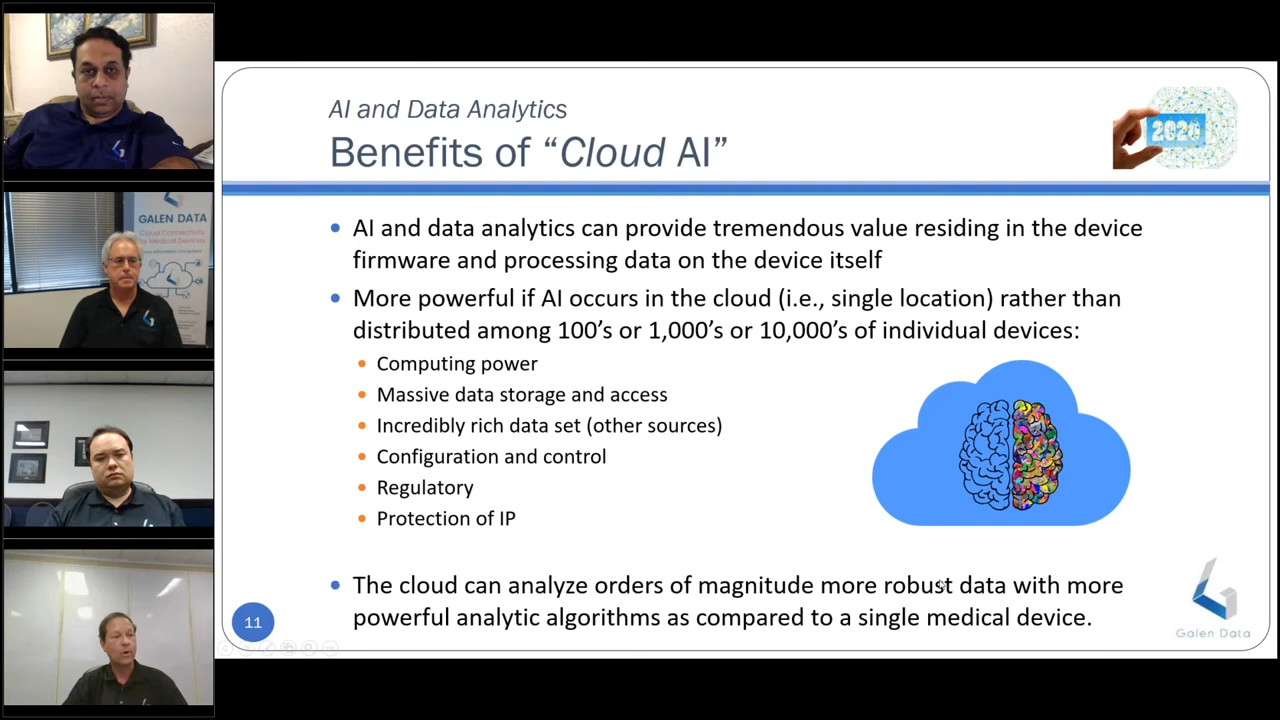 GALEN DATA
Cloud Connectivity
for Medical Devices
AI and Data Analytics
Benefits of “Cloud AI”
2020
• AI and data analytics can provide tremendous value residing in the device
firmware and processing data on the device itself
• More powerful if AI occurs in the cloud (i.e., single location) rather than
distributed among 100’s or 1,000’s or 10,000’s of individual devices:
• Computing power
• Massive data storage and access
• Incredibly rich data set (other sources)
• Configuration and control
• Regulatory
• Protection of IP
• The cloud can analyze orders of magnitude more robust data with more
powerful analytic algorithms as compared to a single medical device.
11
Galen Data